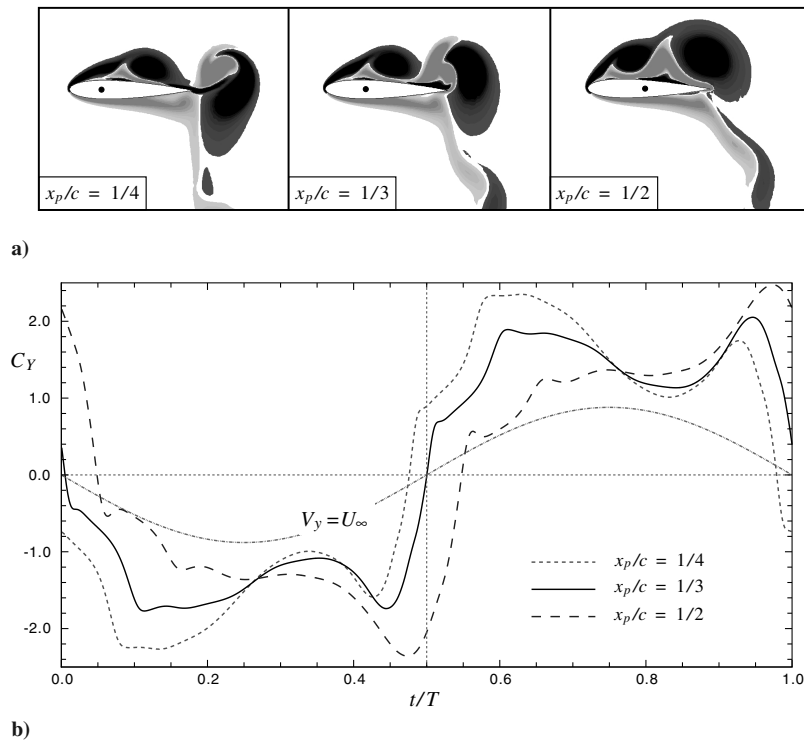 x_p/c = 1/4
x_p/c = 1/3
x_p/c = 1/2
a)
2.0
C_Y
1.0
0.0
-1.0
-2.0
V_y = U_∞
x_p/c = 1/4
x_p/c = 1/3
x_p/c = 1/2
0.0 0.2 0.4 0.6 0.8 1.0
t/T
b)